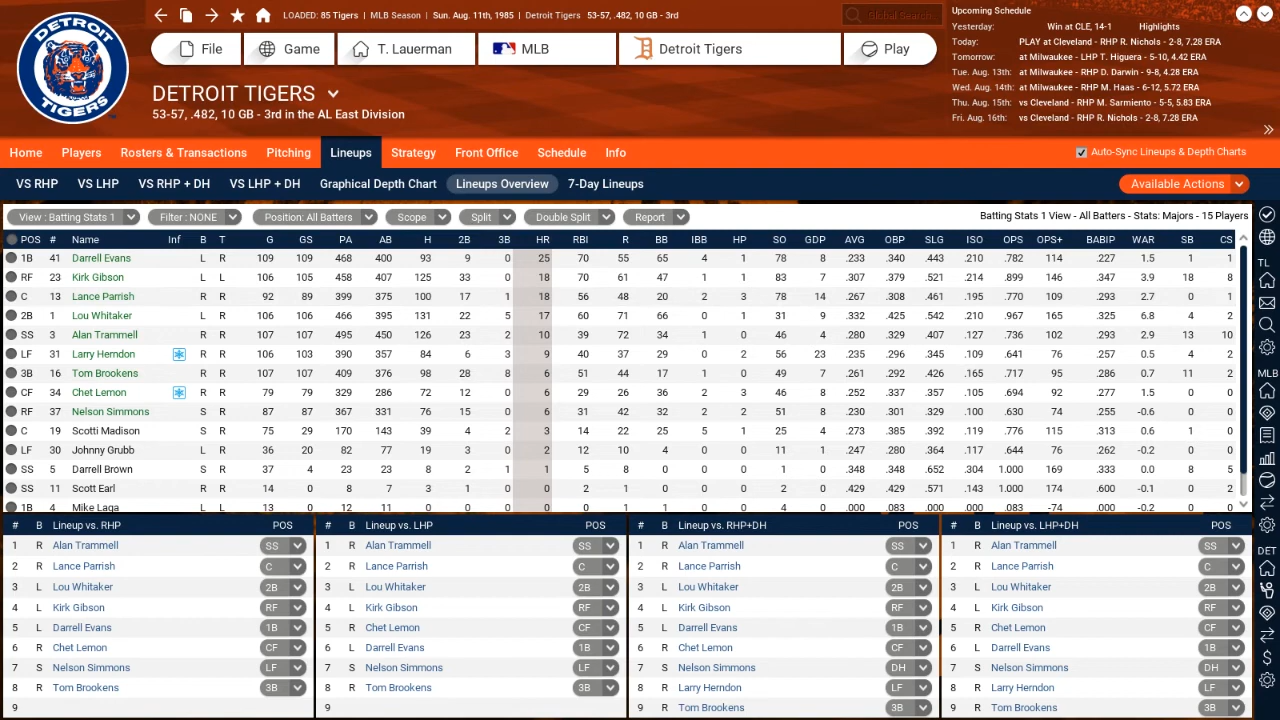 DETROIT
TIGERS
LOADED: 85 Tigers | MLB Season | Sun. Aug. 11th, 1985 | Detroit Tigers 53-57, .482, 10 GB - 3rd
Global Search
File Game T. Lauerman MLB Detroit Tigers Play
DETROIT TIGERS
53-57, .482, 10 GB - 3rd in the AL East Division
Upcoming Schedule
Yesterday: Win at CLE, 14-1 Highlights
Today: PLAY at Cleveland - RHP R. Nichols - 2-8, 7.28 ERA
Tomorrow: at Milwaukee - LHP T. Higuera - 5-10, 4.42 ERA
Tue. Aug. 13th: at Milwaukee - RHP D. Darwin - 9-8, 4.28 ERA
Wed. Aug. 14th: at Milwaukee - RHP M. Haas - 6-12, 5.72 ERA
Thu. Aug. 15th: vs Cleveland - RHP M. Sarmiento - 5-5, 5.83 ERA
Fri. Aug. 16th: vs Cleveland - RHP R. Nichols - 2-8, 7.28 ERA
Home Players Rosters & Transactions Pitching Lineups Strategy Front Office Schedule Info Auto-Sync Lineups & Depth Charts
VS RHP VS LHP VS RHP + DH VS LHP + DH Graphical Depth Chart Lineups Overview 7-Day Lineups Available Actions
View : Batting Stats 1 Filter : NONE Position: All Batters Scope Split Double Split Report Batting Stats 1 View - All Batters - Stats: Majors - 15 Players
POS # Name Inf B T G GS PA AB H 2B 3B HR RBI R BB IBB HP SO GDP AVG OBP SLG ISO OPS OPS+ BABIP WAR SB CS
1B 41 Darrell Evans L R 109 109 468 400 93 9 0 25 70 55 65 4 1 78 8 .233 .340 .443 .210 .782 114 .227 1.5 1 1
RF 23 Kirk Gibson L L 106 105 458 407 125 33 0 18 70 61 47 1 1 83 7 .307 .379 .521 .214 .899 146 .347 3.9 18 8
C 13 Lance Parrish R R 92 89 399 375 100 17 1 18 56 48 20 2 3 78 14 .267 .308 .461 .195 .770 109 .293 2.7 0 1
2B 1 Lou Whitaker L R 107 106 466 395 131 22 5 17 60 71 66 0 1 31 9 .332 .425 .542 .210 .967 165 .325 6.8 4 2
SS 3 Alan Trammell R R 107 107 495 450 126 23 2 10 39 72 34 1 0 46 4 .280 .329 .407 .127 .736 102 .293 2.9 13 10
LF 31 Larry Herndon R R 106 103 390 357 84 6 3 9 40 37 29 0 2 56 23 .235 .296 .345 .109 .641 76 .257 0.5 4 2
3B 16 Tom Brookens R R 107 107 409 376 98 28 8 6 51 44 17 1 0 49 7 .261 .292 .426 .165 .717 95 .286 0.7 11 2
CF 34 Chet Lemon R R 79 79 329 286 72 12 0 6 29 26 36 2 3 46 8 .252 .337 .357 .105 .694 92 .277 1.5 0 0
RF 37 Nelson Simmons S R 87 87 367 331 76 15 0 6 31 42 32 2 2 51 8 .230 .301 .329 .100 .630 74 .255 -0.6 4 0
C 19 Scotti Madison S R 75 29 170 143 39 4 2 3 14 22 25 5 1 25 4 .273 .385 .392 .119 .776 115 .313 0.6 1 0
LF 30 Johnny Grubb L R 36 20 82 77 19 3 0 2 12 10 4 0 0 11 1 .247 .280 .364 .117 .644 76 .262 -0.2 0 0
SS 5 Darrell Brown S R 37 4 23 23 8 2 1 1 5 8 0 0 0 1 0 .348 .348 .652 .304 1.000 169 .333 0.0 8 5
SS 11 Scott Earl R R 14 0 8 7 3 1 0 0 2 1 0 0 0 2 0 .429 .429 .571 .143 1.000 174 .600 -0.1 0 2
1B 4 Mike Laga L L 13 0 12 11 0 0 0 0 0 1 1 0 0 4 0 .000 .083 .000 .000 .083 -74 .000 -0.2 0 0
TL
MLB
DET
# B Lineup vs. RHP POS # B Lineup vs. LHP POS # B Lineup vs. RHP+DH POS # B Lineup vs. LHP+DH POS
1 R Alan Trammell SS 1 R Alan Trammell SS 1 R Alan Trammell SS 1 R Alan Trammell SS
2 R Lance Parrish C 2 R Lance Parrish C 2 R Lance Parrish C 2 R Lance Parrish C
3 L Lou Whitaker 2B 3 L Lou Whitaker 2B 3 L Lou Whitaker 2B 3 L Lou Whitaker 2B
4 L Kirk Gibson RF 4 L Kirk Gibson RF 4 L Kirk Gibson RF 4 L Kirk Gibson RF
5 L Darrell Evans 1B 5 R Chet Lemon CF 5 L Darrell Evans 1B 5 R Chet Lemon CF
6 R Chet Lemon CF 6 L Darrell Evans 1B 6 R Chet Lemon CF 6 L Darrell Evans 1B
7 S Nelson Simmons LF 7 S Nelson Simmons LF 7 S Nelson Simmons DH 7 S Nelson Simmons DH
8 R Tom Brookens 3B 8 R Tom Brookens 3B 8 R Larry Herndon LF 8 R Larry Herndon LF
9 9 9 R Tom Brookens 3B 9 R Tom Brookens 3B